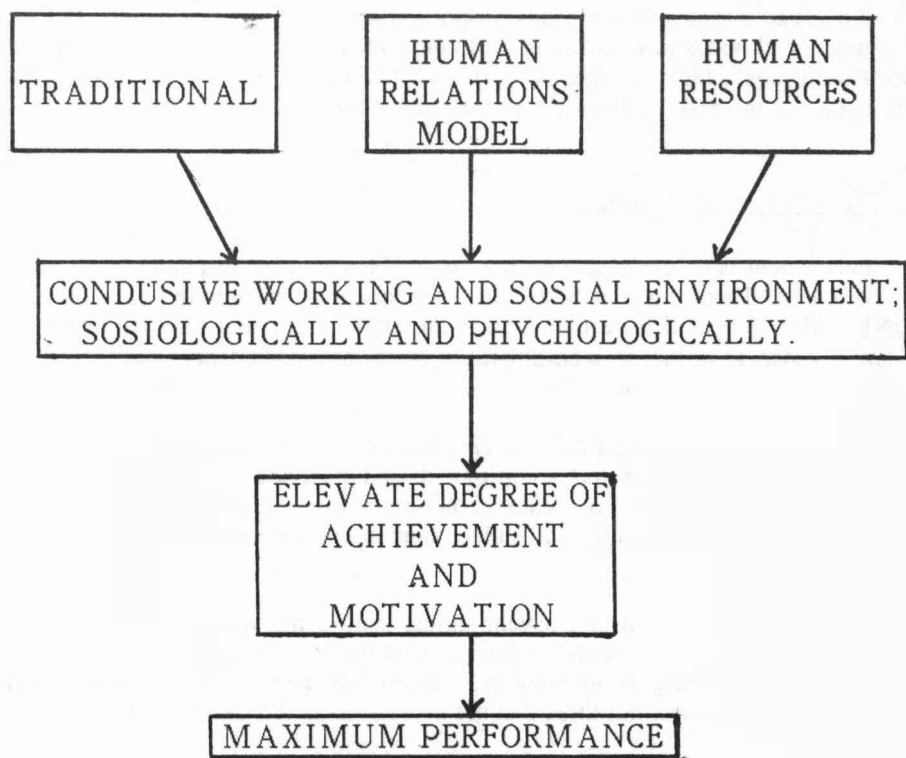 TRADITIONAL
HUMAN
RELATIONS
MODEL
HUMAN
RESOURCES
CONDUSIVE WORKING AND SOSIAL ENVIRONMENT;
SOSIOLOGICALLY AND PHYCHOLOGICALLY.
ELEVATE DEGREE OF
ACHIEVEMENT
AND
MOTIVATION
MAXIMUM PERFORMANCE